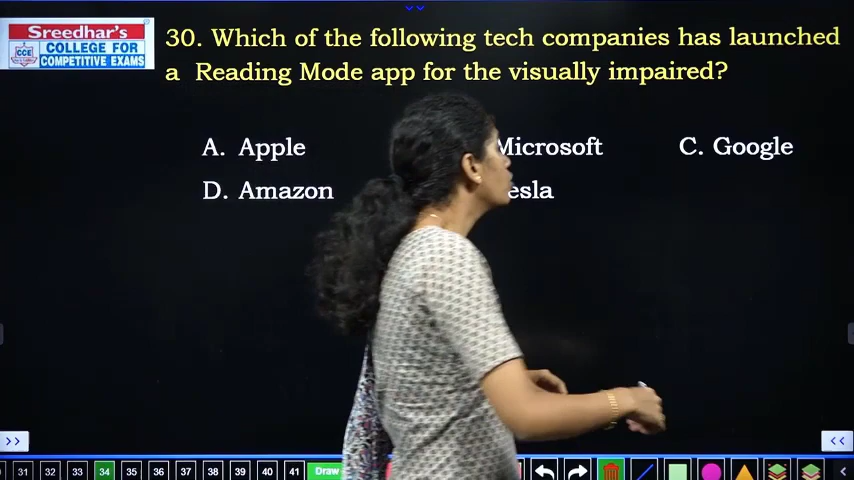 Sreedhar's
CCE
COLLEGE FOR
COMPETITIVE EXAMS
30. Which of the following tech companies has launched
a Reading Mode app for the visually impaired?
A. Apple
Microsoft
C. Google
D. Amazon
esla
>>
<<
31 32 33 34 35 36 37 38 39 40 41 Draw